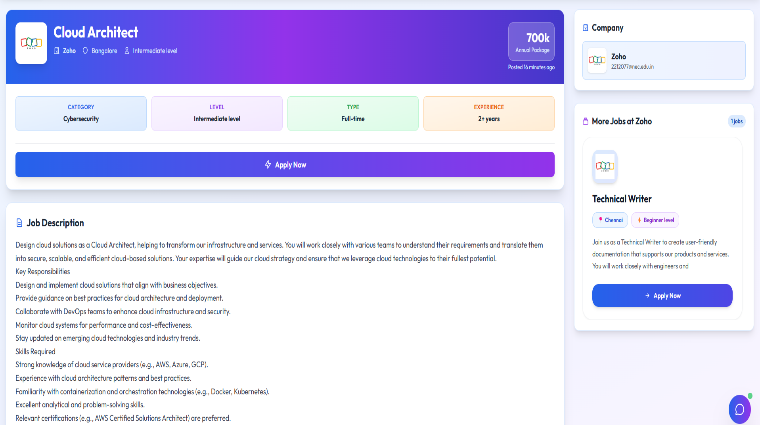 Cloud Architect
Zoho Bangalore Intermediate level
700k
Annual Package
Posted 16 minutes ago
CATEGORY
Cybersecurity
LEVEL
Intermediate level
TYPE
Full-time
EXPERIENCE
2+ years
Apply Now
Job Description
Design cloud solutions as a Cloud Architect, helping to transform our infrastructure and services. You will work closely with various teams to understand their requirements and translate them
into secure, scalable, and efficient cloud-based solutions. Your expertise will guide our cloud strategy and ensure that we leverage cloud technologies to their fullest potential.
Key Responsibilities
Design and implement cloud solutions that align with business objectives.
Provide guidance on best practices for cloud architecture and deployment.
Collaborate with DevOps teams to enhance cloud infrastructure and security.
Monitor cloud systems for performance and cost-effectiveness.
Stay updated on emerging cloud technologies and industry trends.
Skills Required
Strong knowledge of cloud service providers (e.g., AWS, Azure, GCP).
Experience with cloud architecture patterns and best practices.
Familiarity with containerization and orchestration technologies (e.g., Docker, Kubernetes).
Excellent analytical and problem-solving skills.
Relevant certifications (e.g., AWS Certified Solutions Architect) are preferred.
Company
Zoho
2212077@nec.edu.in
More Jobs at Zoho
1 jobs
Technical Writer
Chennai
Beginner level
Join us as a Technical Writer to create user-friendly
documentation that supports our products and services.
You will work closely with engineers and
Apply Now